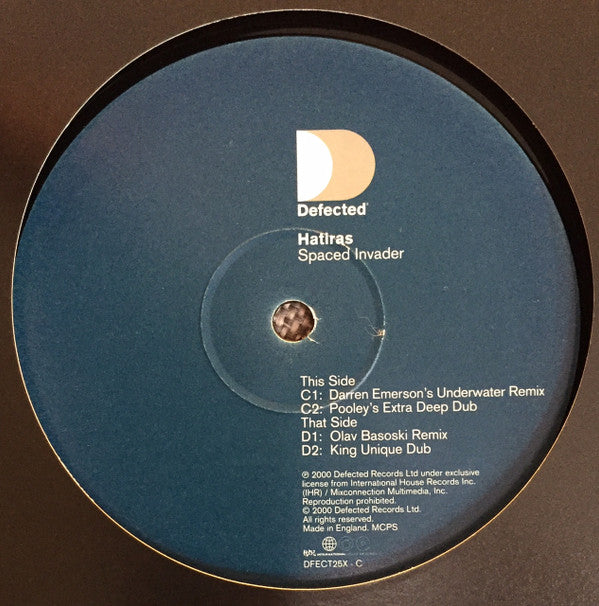 Defected®
Hatiras
Spaced Invader
This Side
C1: Darren Emerson's Underwater Remix
C2: Pooley's Extra Deep Dub
That Side
D1: Olav Basoski Remix
D2: King Unique Dub
℗ 2000 Defected Records Ltd under exclusive
license from International House Records Inc.
(IHR) / Mixconnection Multimedia, Inc.
Reproduction prohibited.
© 2000 Defected Records Ltd.
All rights reserved.
Made in England. MCPS
DFECT25X - C